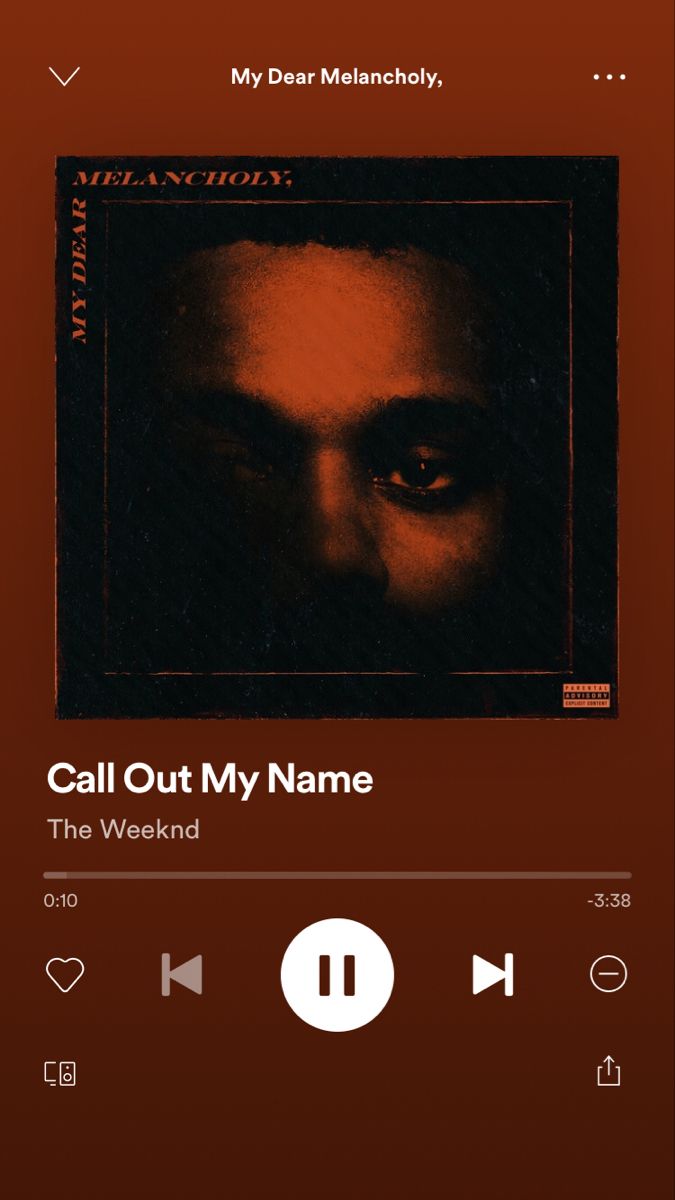 My Dear Melancholy,
MELANCHOLY,
MY DEAR
PARENTAL
ADVISORY
EXPLICIT CONTENT
Call Out My Name
The Weeknd
0:10
-3:38